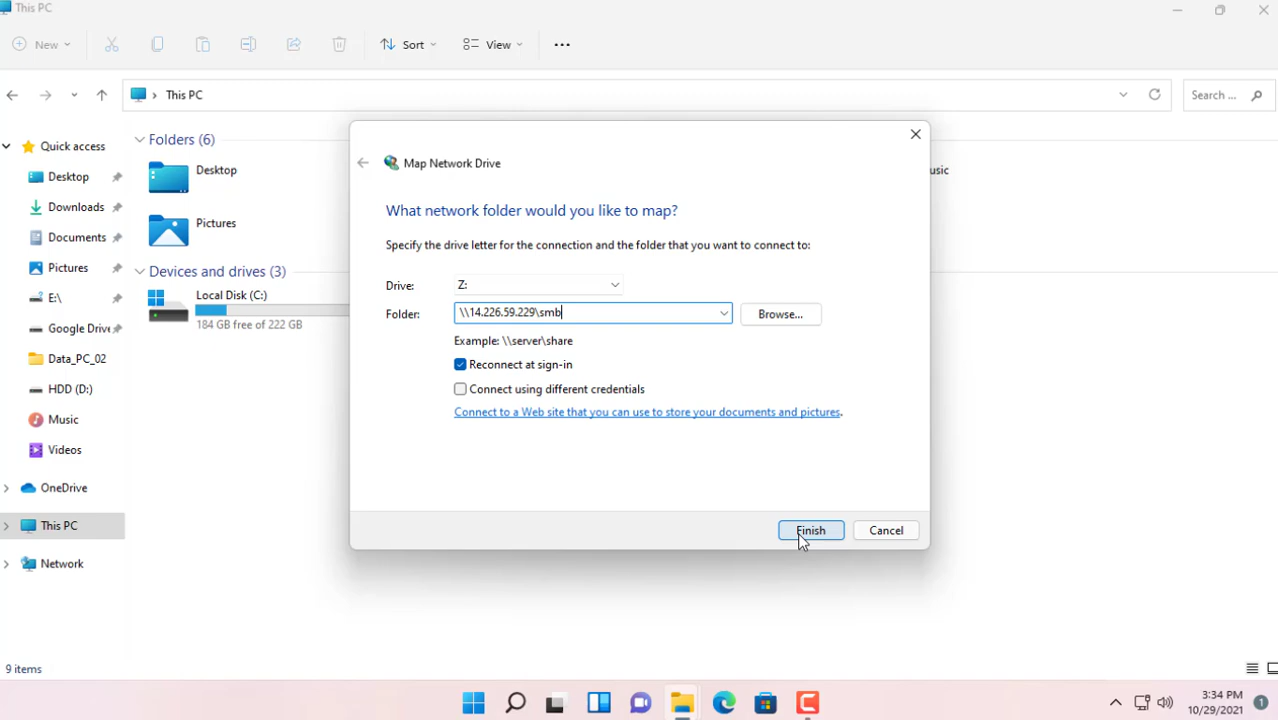 This PC
New
Sort
View
This PC
Search ...
Quick access
Desktop
Downloads
Documents
Pictures
E:\
Google Drive
Data_PC_02
HDD (D:)
Music
Videos
OneDrive
This PC
Network
Folders (6)
Desktop
Pictures
usic
Devices and drives (3)
Local Disk (C:)
184 GB free of 222 GB
Map Network Drive
What network folder would you like to map?
Specify the drive letter for the connection and the folder that you want to connect to:
Drive: Z:
Folder: \\14.226.59.229\smb
Browse...
Example: \\server\share
Reconnect at sign-in
Connect using different credentials
Connect to a Web site that you can use to store your documents and pictures.
Finish Cancel
9 items
3:34 PM
10/29/2021
1